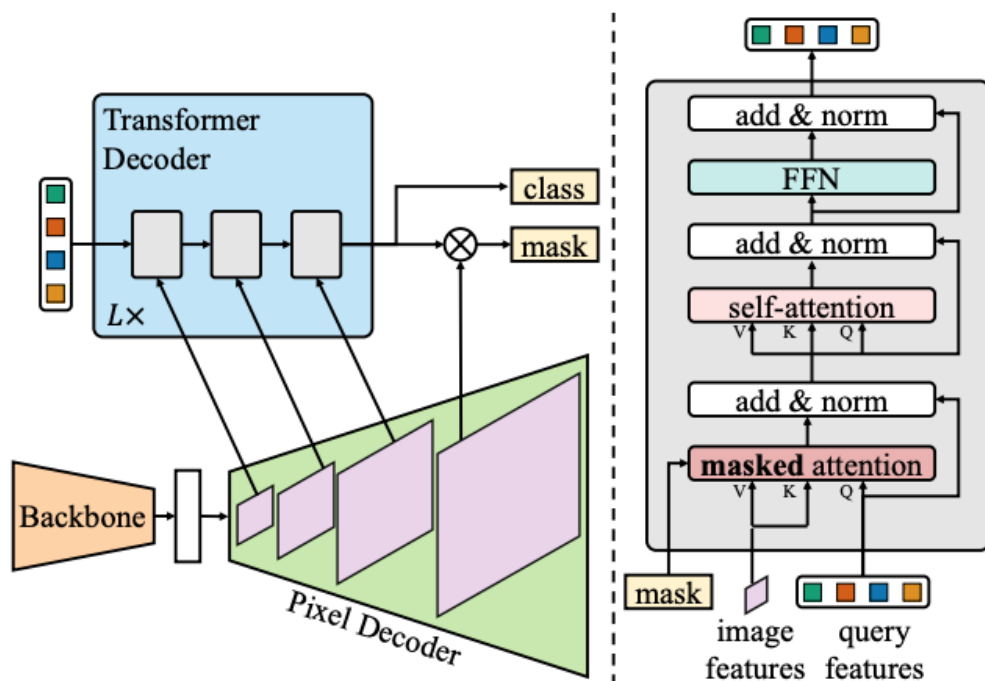 Transformer
Decoder
L×
class
mask
Backbone
Pixel Decoder
add & norm
FFN
add & norm
self-attention
V K Q
add & norm
masked attention
V K Q
mask
image
features
query
features